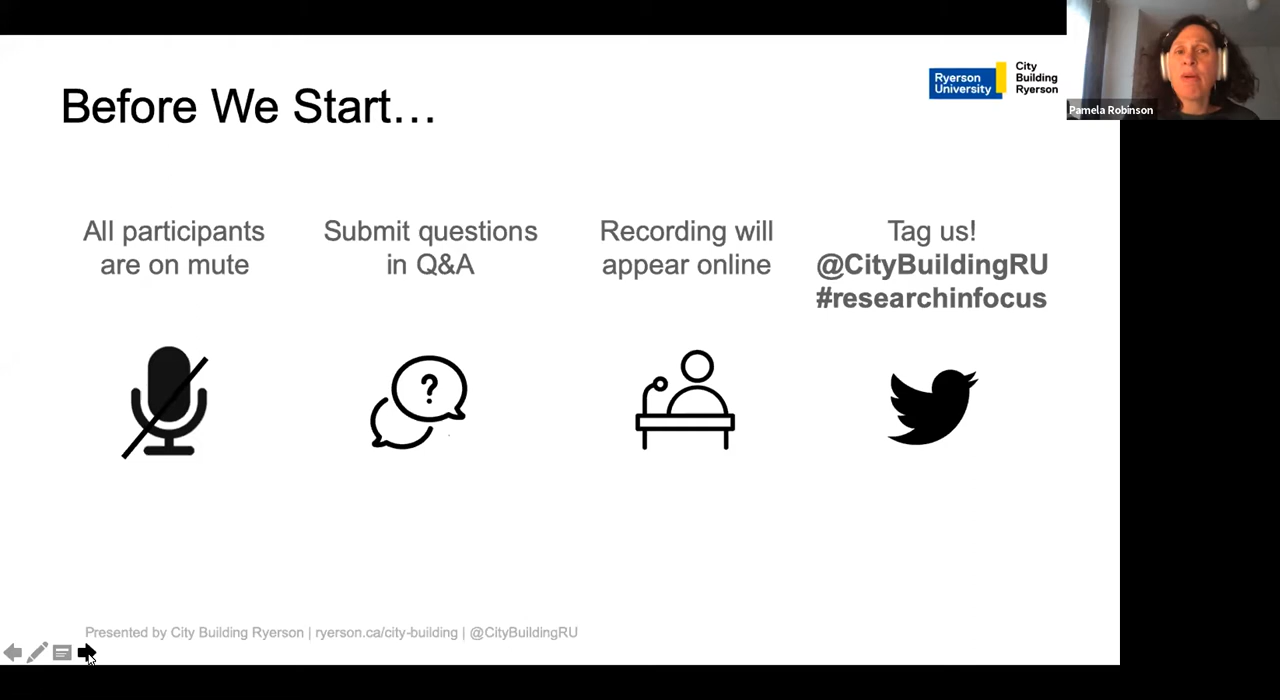 Before We Start…
Ryerson
University
City
Building
Ryerson
Pamela Robinson
All participants
are on mute
Submit questions
in Q&A
Recording will
appear online
Tag us!
@CityBuildingRU
#researchinfocus
?
Presented by City Building Ryerson | ryerson.ca/city-building | @CityBuildingRU